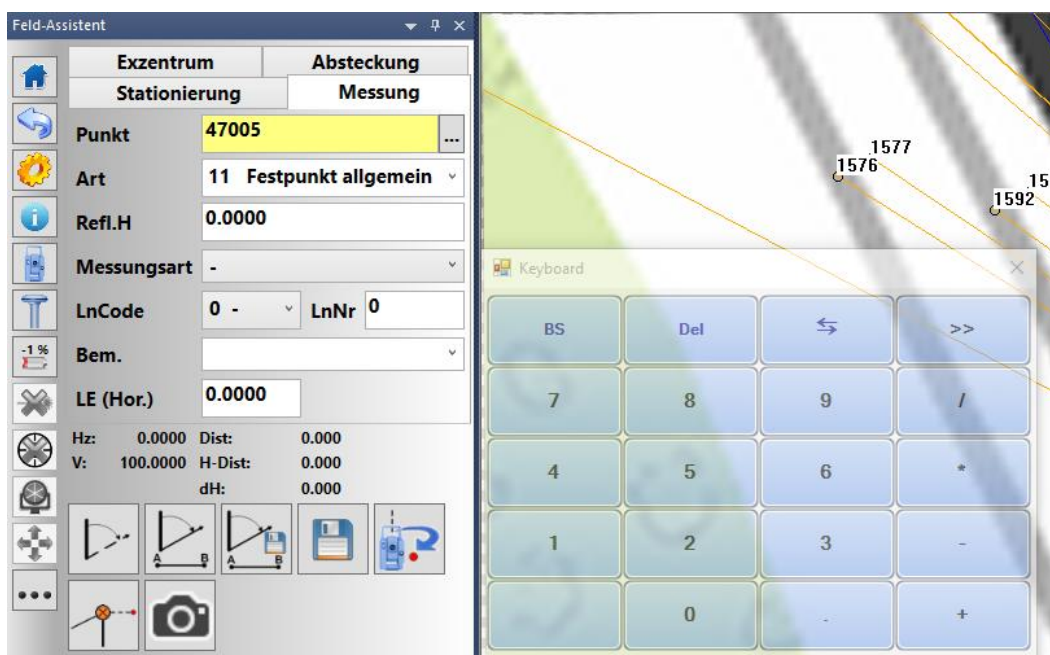 Feld-Assistent
Exzentrum Absteckung
Stationierung Messung
Punkt 47005 ...
Art 11 Festpunkt allgemein
Refl.H 0.0000
Messungsart -
LnCode 0 - LnNr 0
-1 %
Bem.
LE (Hor.) 0.0000
Hz: 0.0000 Dist: 0.000
V: 100.0000 H-Dist: 0.000
dH: 0.000
A B
A B
1577
1576
15
1592
Keyboard
BS Del ⇆ >>
7 8 9 /
4 5 6 *
1 2 3 -
0 . +